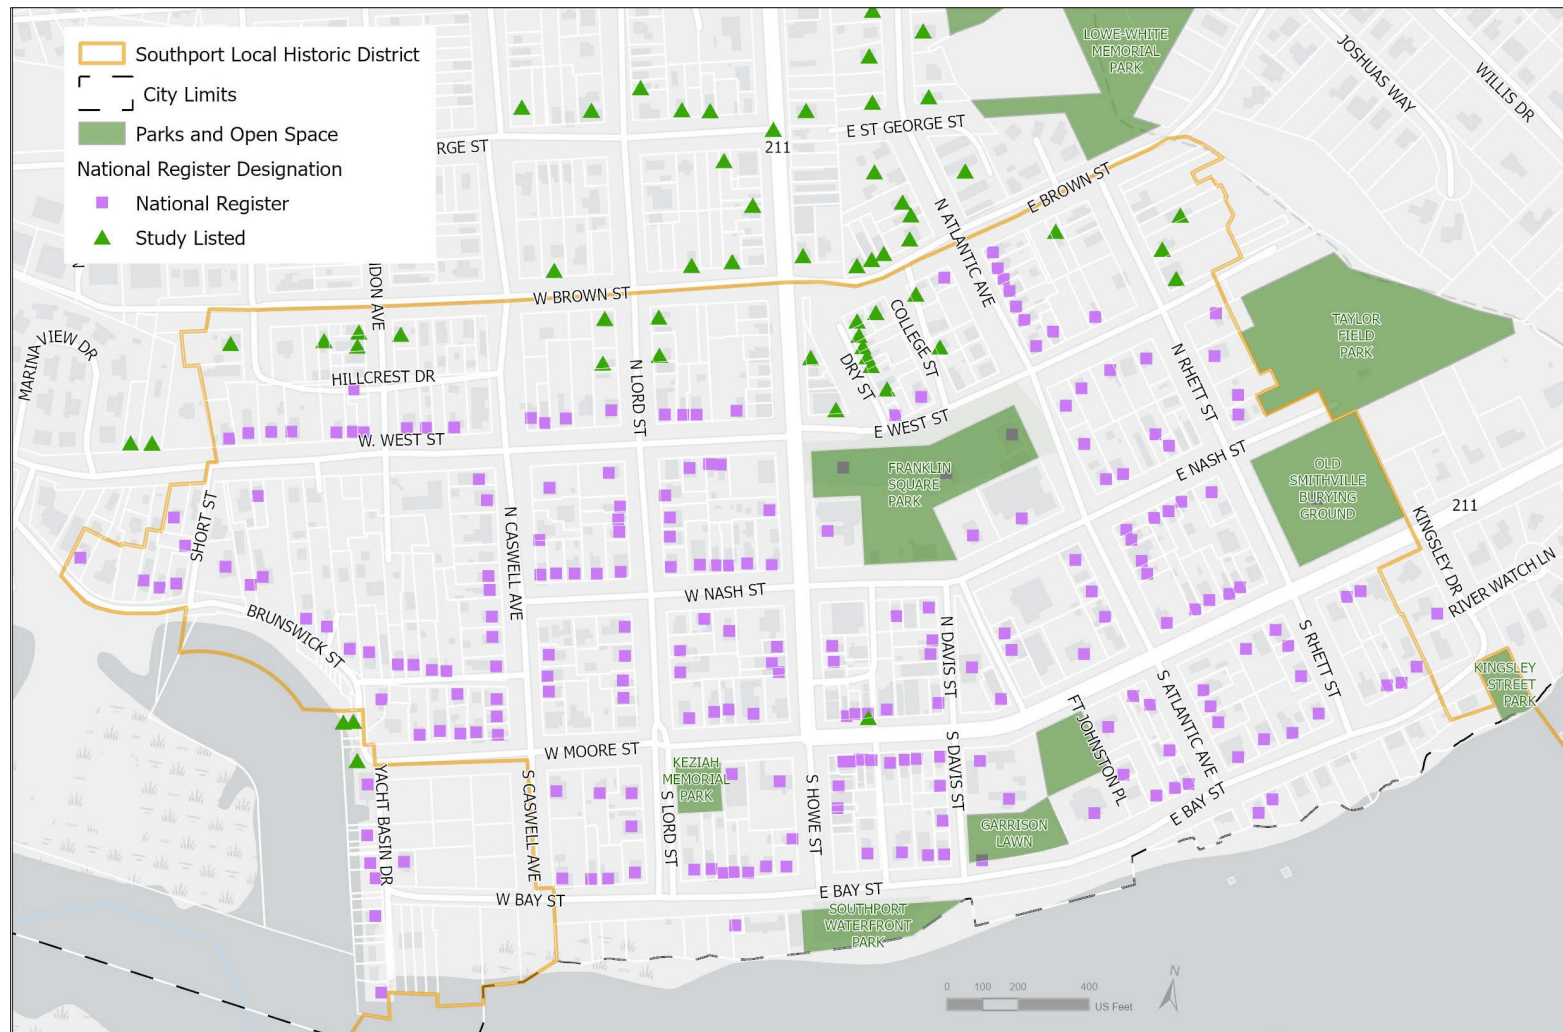 Southport Local Historic District
City Limits
Parks and Open Space
National Register Designation
National Register
Study Listed
LOWE-WHITE
MEMORIAL
PARK
JOSHUAS WAY
WILLIS DR
E ST GEORGE ST
RGE ST
211
E BROWN ST
N ATLANTIC AVE
NDON AVE
W BROWN ST
MARINA VIEW DR
HILLCREST DR
N LORD ST
DRY ST
COLLEGE ST
N RHETT ST
TAYLOR
FIELD
PARK
W. WEST ST
E WEST ST
E NASH ST
FRANKLIN
SQUARE
PARK
OLD
SMITHVILLE
BURYING
GROUND
211
KINGSLEY DR
RIVER WATCH LN
SHORT ST
N CASWELL AVE
W NASH ST
BRUNSWICK ST
N DAVIS ST
S RHETT ST
KINGSLEY
STREET
PARK
FT JOHNSTON PL
S ATLANTIC AVE
W MOORE ST
KEZIAH
MEMORIAL
PARK
YACHT BASIN DR
S CASWELL AVE
S LORD ST
S HOWE ST
S DAVIS ST
GARRISON
LAWN
E BAY ST
W BAY ST
E BAY ST
SOUTHPORT
WATERFRONT
PARK
N
0 100 200 400
US Feet